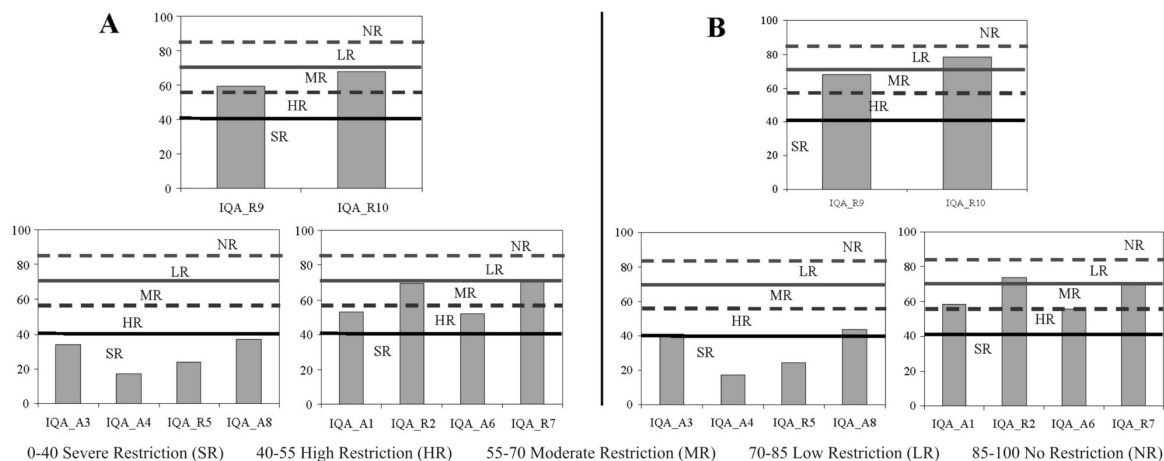 A
100
80
60
40
20
0
NR
LR
MR
HR
SR
IQA_R9 IQA_R10
100
80
60
40
20
0
NR
LR
MR
HR
SR
IQA_A3 IQA_A4 IQA_R5 IQA_A8
100
80
60
40
20
0
NR
LR
MR
HR
SR
IQA_A1 IQA_R2 IQA_A6 IQA_R7
B
100
80
60
40
20
0
NR
LR
MR
HR
SR
IQA_R9 IQA_R10
100
80
60
40
20
0
NR
LR
MR
HR
SR
IQA_A3 IQA_A4 IQA_R5 IQA_A8
100
80
60
40
20
0
NR
LR
MR
HR
SR
IQA_A1 IQA_R2 IQA_A6 IQA_R7
0-40 Severe Restriction (SR) 40-55 High Restriction (HR) 55-70 Moderate Restriction (MR) 70-85 Low Restriction (LR) 85-100 No Restriction (NR)